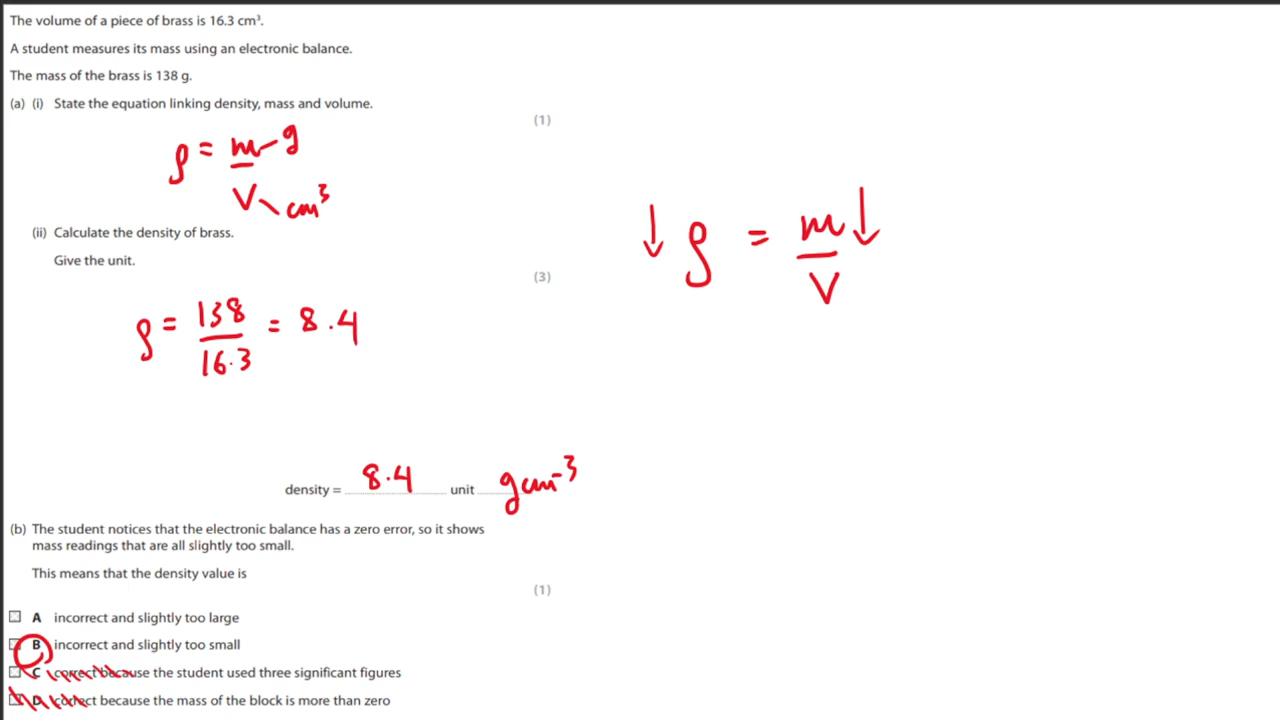 The volume of a piece of brass is 16.3 cm³.
A student measures its mass using an electronic balance.
The mass of the brass is 138 g.
(a) (i) State the equation linking density, mass and volume.
(1)
ρ = m/V g cm³
(ii) Calculate the density of brass.
Give the unit.
(3)
↓ρ = m↓/V
ρ = 138/16.3 = 8.4
density = 8.4 unit gcm⁻³
(b) The student notices that the electronic balance has a zero error, so it shows
mass readings that are all slightly too small.
This means that the density value is
(1)
A incorrect and slightly too large
B incorrect and slightly too small
C correct because the student used three significant figures
D correct because the mass of the block is more than zero